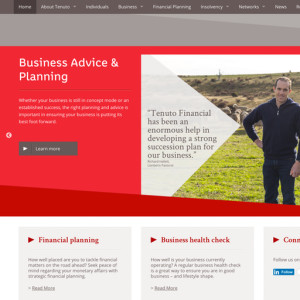 Home About Tenuto Individuals Business Financial Planning Insolvency Networks News
Business Advice &
Planning
Whether your business is still in concept mode or an
established success, the right planning and advice is
important in ensuring your business is putting its
best foot forward.
Learn more
"Tenuto Financial
has been an
enormous help in
developing a strong
succession plan for
our business."
Financial planning
How well placed are you to tackle financial
matters on the road ahead? Seek peace of
mind regarding your monetary affairs with
strategic financial planning.
Read More
Business health check
How well is your business currently
operating? A regular business health check
is a great way to ensure you are in good
business – and lifestyle shape.
Read More
Conn
Follow us o
Linked in